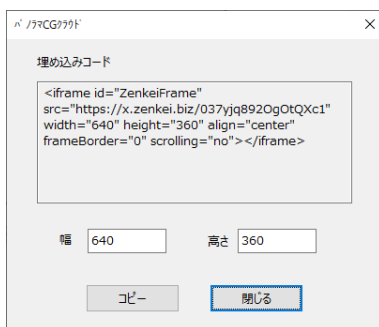 パノラマCGクラウド
埋め込みコード
<iframe id="ZenkeiFrame"
src="https://x.zenkei.biz/037yjq892OgOtQXc1"
width="640" height="360" align="center"
frameBorder="0" scrolling="no"></iframe>
幅 640 高さ 360
コピー 閉じる